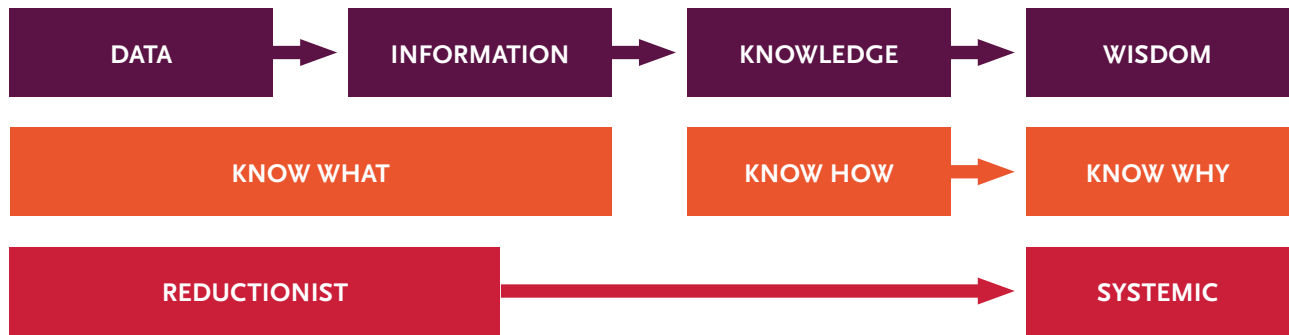 DATA
INFORMATION
KNOWLEDGE
WISDOM
KNOW WHAT
KNOW HOW
KNOW WHY
REDUCTIONIST
SYSTEMIC